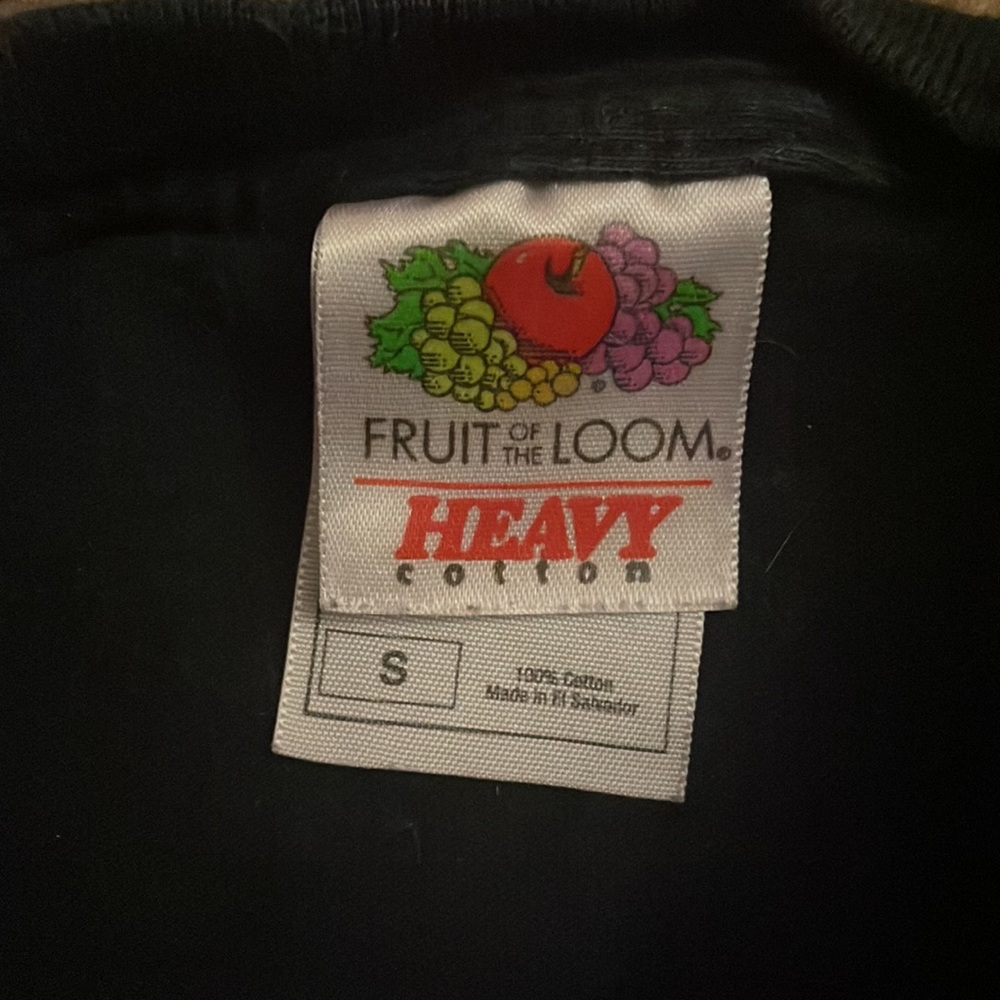 FRUIT OF THE LOOM®
HEAVY
cotton
S
100% Cotton
Made in El Salvador